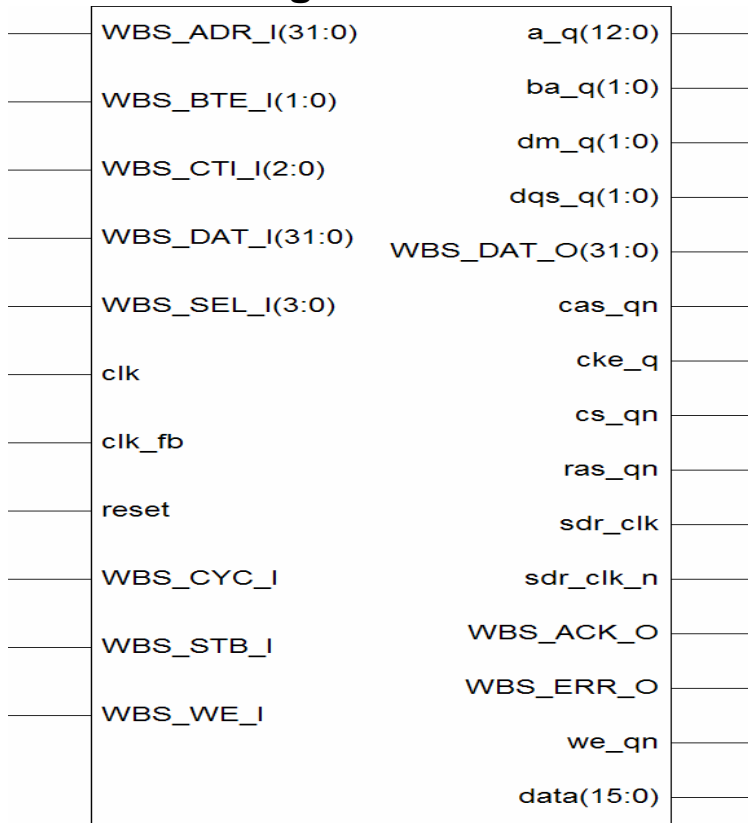 WBS_ADR_I(31:0)
WBS_BTE_I(1:0)
WBS_CTI_I(2:0)
WBS_DAT_I(31:0)
WBS_SEL_I(3:0)
clk
clk_fb
reset
WBS_CYC_I
WBS_STB_I
WBS_WE_I
a_q(12:0)
ba_q(1:0)
dm_q(1:0)
dqs_q(1:0)
WBS_DAT_O(31:0)
cas_qn
cke_q
cs_qn
ras_qn
sdr_clk
sdr_clk_n
WBS_ACK_O
WBS_ERR_O
we_qn
data(15:0)